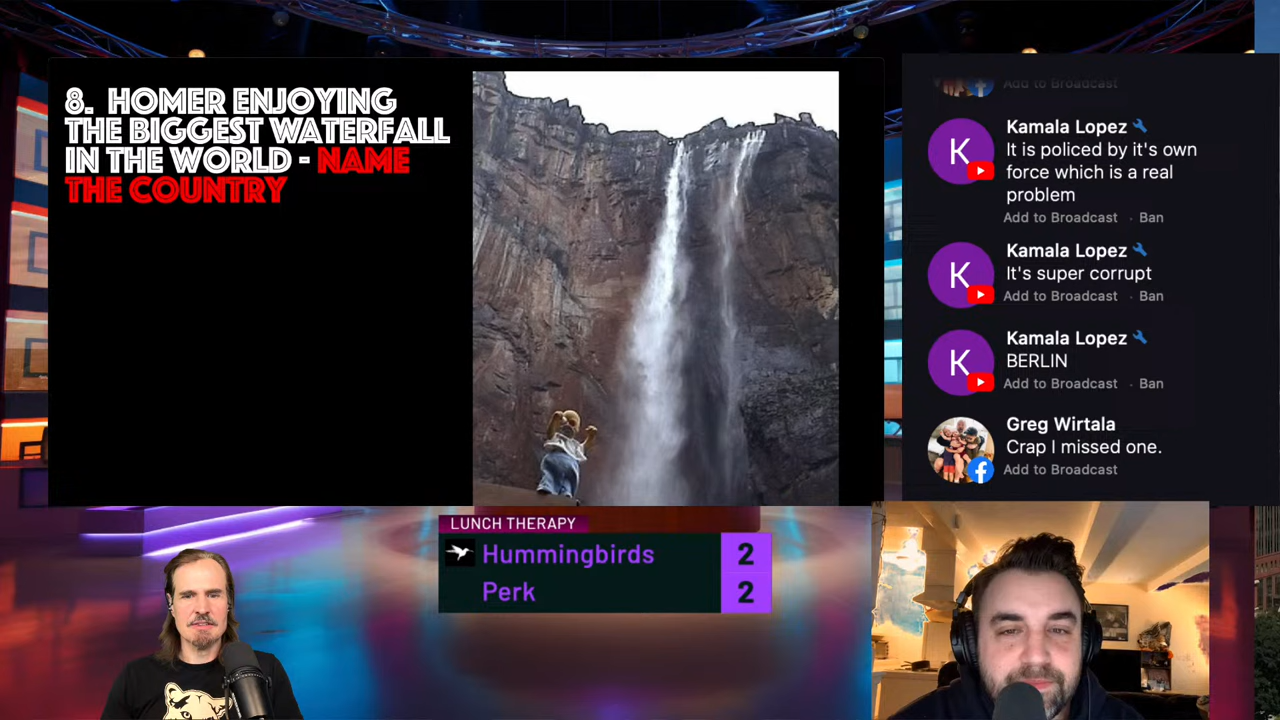 8. HOMER ENJOYING
THE BIGGEST WATERFALL
IN THE WORLD - NAME
THE COUNTRY
Add to Broadcast
Kamala Lopez
It is policed by it's own
force which is a real
problem
Add to Broadcast · Ban
Kamala Lopez
It's super corrupt
Add to Broadcast · Ban
Kamala Lopez
BERLIN
Add to Broadcast · Ban
Greg Wirtala
Crap I missed one.
Add to Broadcast
K
K
K
LUNCH THERAPY
Hummingbirds 2
Perk 2